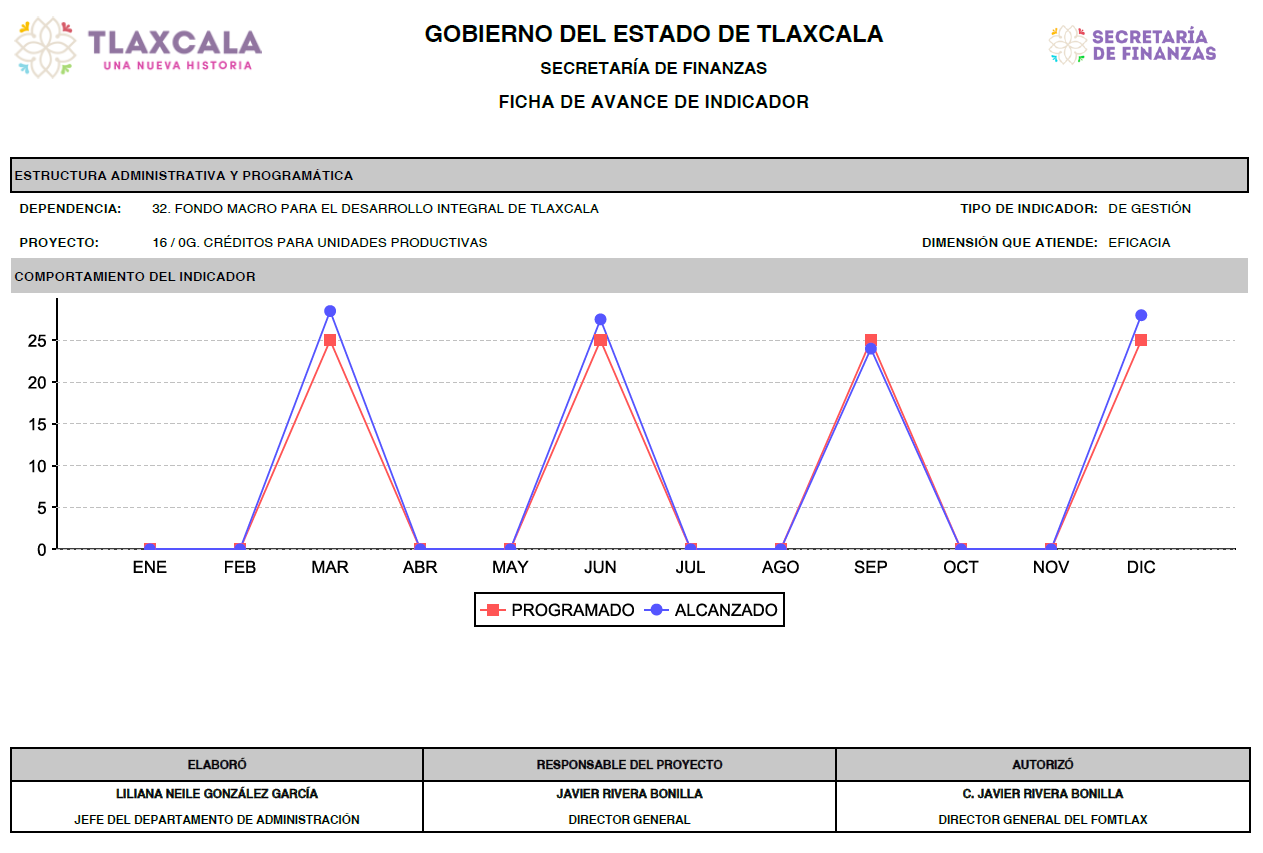 TLAXCALA
UNA NUEVA HISTORIA
GOBIERNO DEL ESTADO DE TLAXCALA
SECRETARÍA DE FINANZAS
FICHA DE AVANCE DE INDICADOR
SECRETARÍA
DE FINANZAS
ESTRUCTURA ADMINISTRATIVA Y PROGRAMÁTICA
DEPENDENCIA: 32. FONDO MACRO PARA EL DESARROLLO INTEGRAL DE TLAXCALA TIPO DE INDICADOR: DE GESTIÓN
PROYECTO: 16 / 0G. CRÉDITOS PARA UNIDADES PRODUCTIVAS DIMENSIÓN QUE ATIENDE: EFICACIA
COMPORTAMIENTO DEL INDICADOR
25
20
15
10
5
0
ENE FEB MAR ABR MAY JUN JUL AGO SEP OCT NOV DIC
PROGRAMADO ALCANZADO
ELABORÓ RESPONSABLE DEL PROYECTO AUTORIZÓ
LILIANA NEILE GONZÁLEZ GARCÍA JAVIER RIVERA BONILLA C. JAVIER RIVERA BONILLA
JEFE DEL DEPARTAMENTO DE ADMINISTRACIÓN DIRECTOR GENERAL DIRECTOR GENERAL DEL FOMTLAX